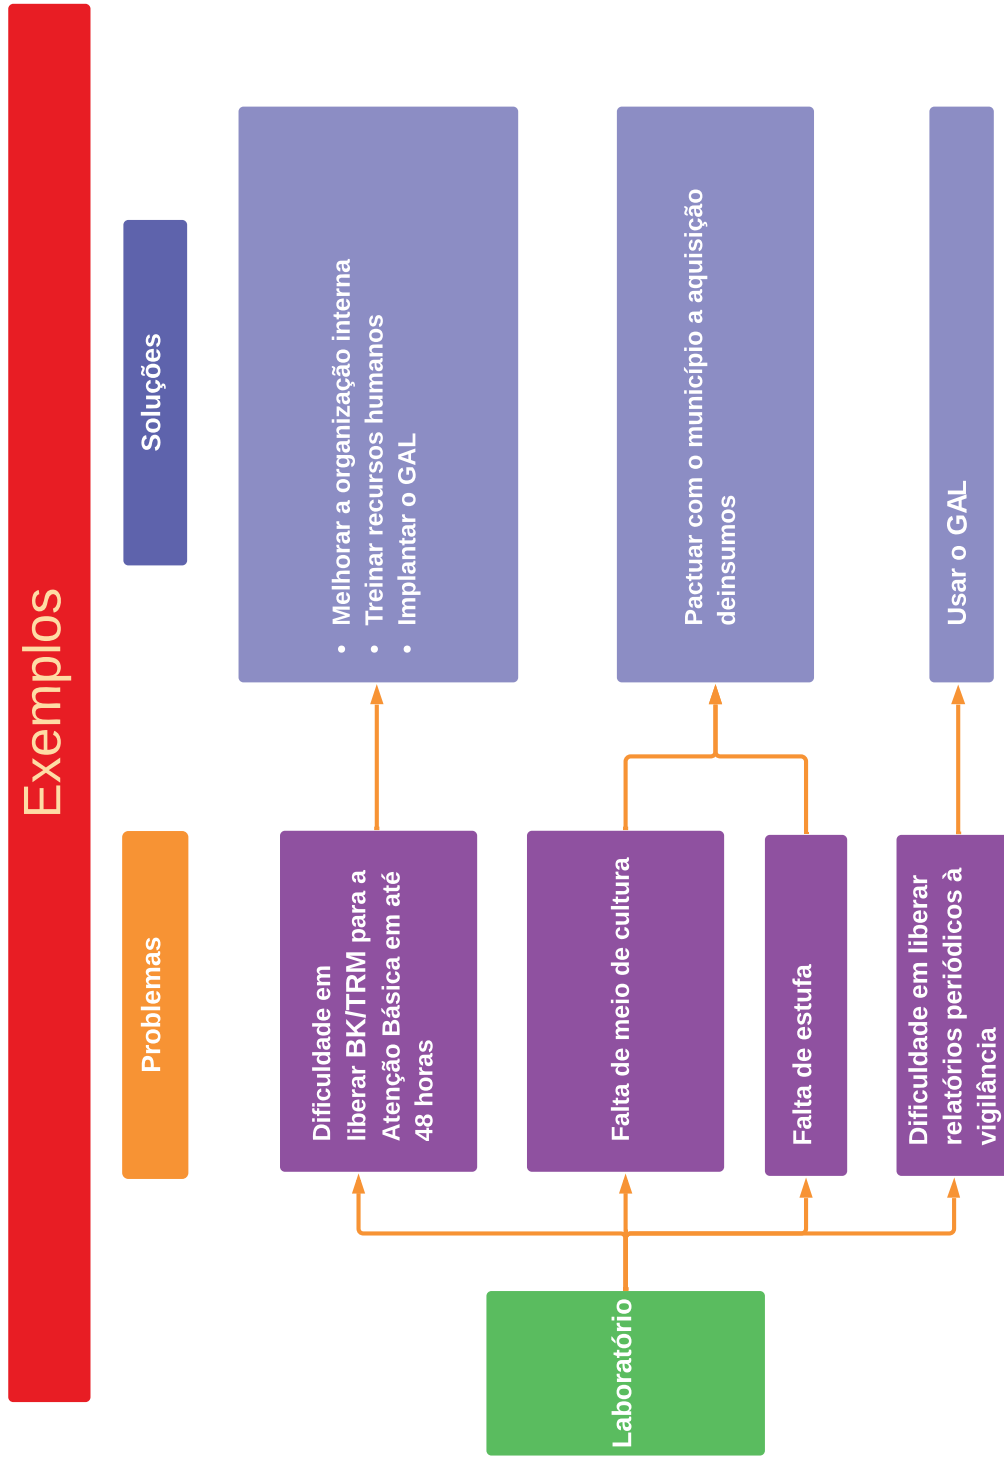 Exemplos
Problemas
Soluções
Laboratório
Dificuldade em
liberar BK/TRM para a
Atenção Básica em até
48 horas
• Melhorar a organização interna
• Treinar recursos humanos
• Implantar o GAL
Falta de meio de cultura
Falta de estufa
Pactuar com o município a aquisição
deinsumos
Dificuldade em liberar
relatórios periódicos à
vigilância
Usar o GAL